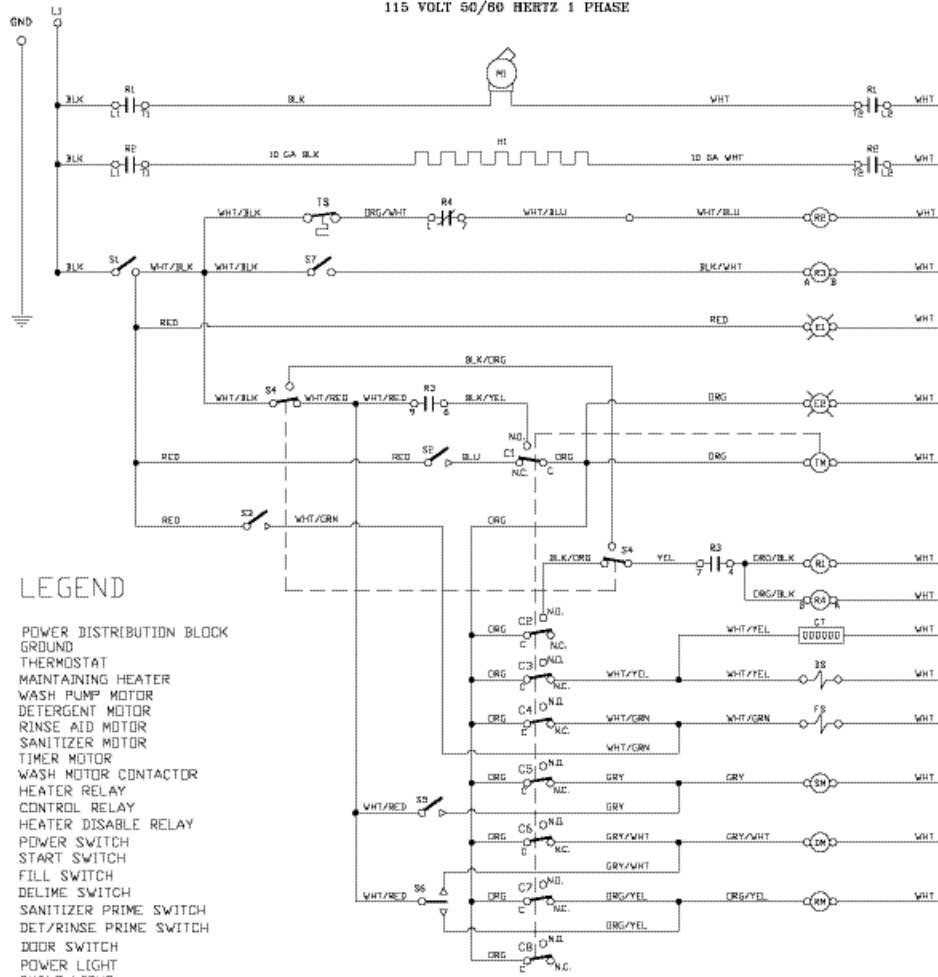 115 VOLT 50/60 HERTZ 1 PHASE
GND L1
M1
R1 BLK BLK WHT R1 WHT
L1 T1 T2 L2
R2 BLK 10 GA BLK H1 10 GA WHT R2 WHT
L1 T1 T2 L2
WHT/BLK TS ORG/WHT R4 WHT/BLU WHT/BLU R2 WHT
1 7
BLK S1 WHT/BLK WHT/BLK S7 BLK/WHT R3 WHT
A B
RED RED E1 WHT
BLK/ORG
WHT/BLK S4 WHT/RED WHT/RED R3 BLK/YEL ORG E2 WHT
9 6
N.O.
RED RED S2 BLU C1 ORG ORG TM WHT
N.C. C
RED S3 WHT/GRN ORG
BLK/ORG S4 YEL R3 ORG/BLK R1 WHT
7 4
ORG/BLK R4 WHT
B A
LEGEND
N.O.
ORG C2 WHT/YEL CT WHT
C N.C. 000000
POWER DISTRIBUTION BLOCK
GROUND
THERMOSTAT
MAINTAINING HEATER
WASH PUMP MOTOR
DETERGENT MOTOR
RINSE AID MOTOR
SANITIZER MOTOR
TIMER MOTOR
WASH MOTOR CONTACTOR
HEATER RELAY
CONTROL RELAY
HEATER DISABLE RELAY
POWER SWITCH
START SWITCH
FILL SWITCH
DELIME SWITCH
SANITIZER PRIME SWITCH
DET/RINSE PRIME SWITCH
DOOR SWITCH
POWER LIGHT
N.O.
ORG C3 WHT/YEL WHT/YEL WHT
C N.C.
N.O.
ORG C4 WHT/GRN WHT/GRN FS WHT
C N.C.
WHT/GRN
N.O.
ORG C5 GRY GRY SM WHT
C N.C.
WHT/RED S5 GRY
N.O.
ORG C6 GRY/WHT GRY/WHT DM WHT
C N.C.
GRY/WHT
N.O.
WHT/RED S6 ORG C7 ORG/YEL ORG/YEL RM WHT
C N.C.
ORG/YEL
N.O.
ORG C8
C N.C.